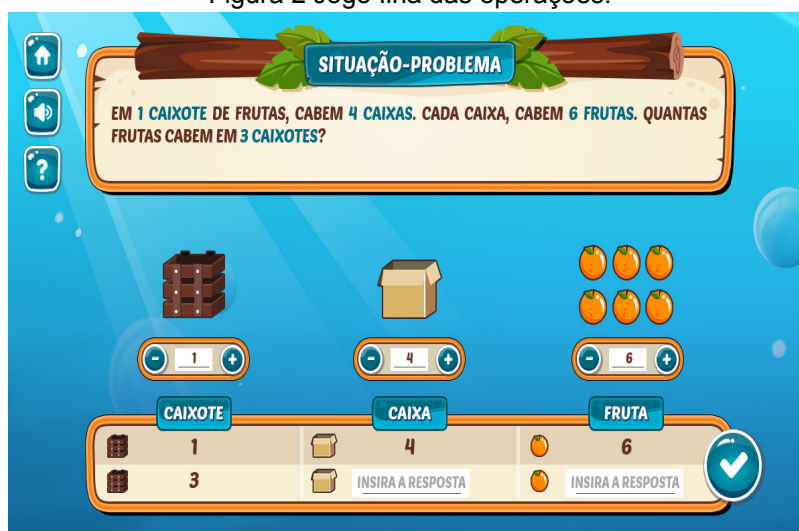 Figura 2 Jogo Ilha das operações.
SITUAÇÃO-PROBLEMA
EM 1 CAIXOTE DE FRUTAS, CABEM 4 CAIXAS. CADA CAIXA, CABEM 6 FRUTAS. QUANTAS
FRUTAS CABEM EM 3 CAIXOTES?
?
- 1 +
- 4 +
- 6 +
CAIXOTE
CAIXA
FRUTA
1
4
6
3
INSIRA A RESPOSTA
INSIRA A RESPOSTA